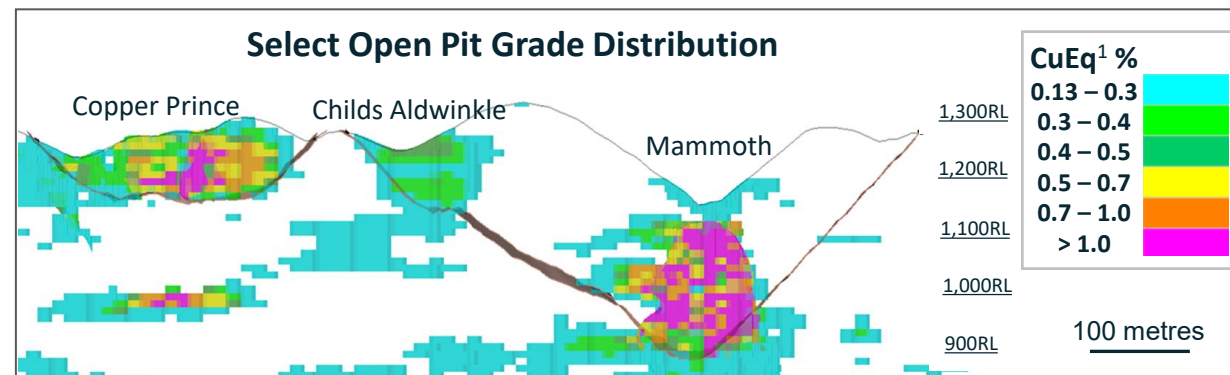 Select Open Pit Grade Distribution
Copper Prince
Childs Aldwinkle
Mammoth
1,300RL
1,200RL
1,100RL
1,000RL
900RL
100 metres
CuEq¹ %
0.13 – 0.3
0.3 – 0.4
0.4 – 0.5
0.5 – 0.7
0.7 – 1.0
> 1.0